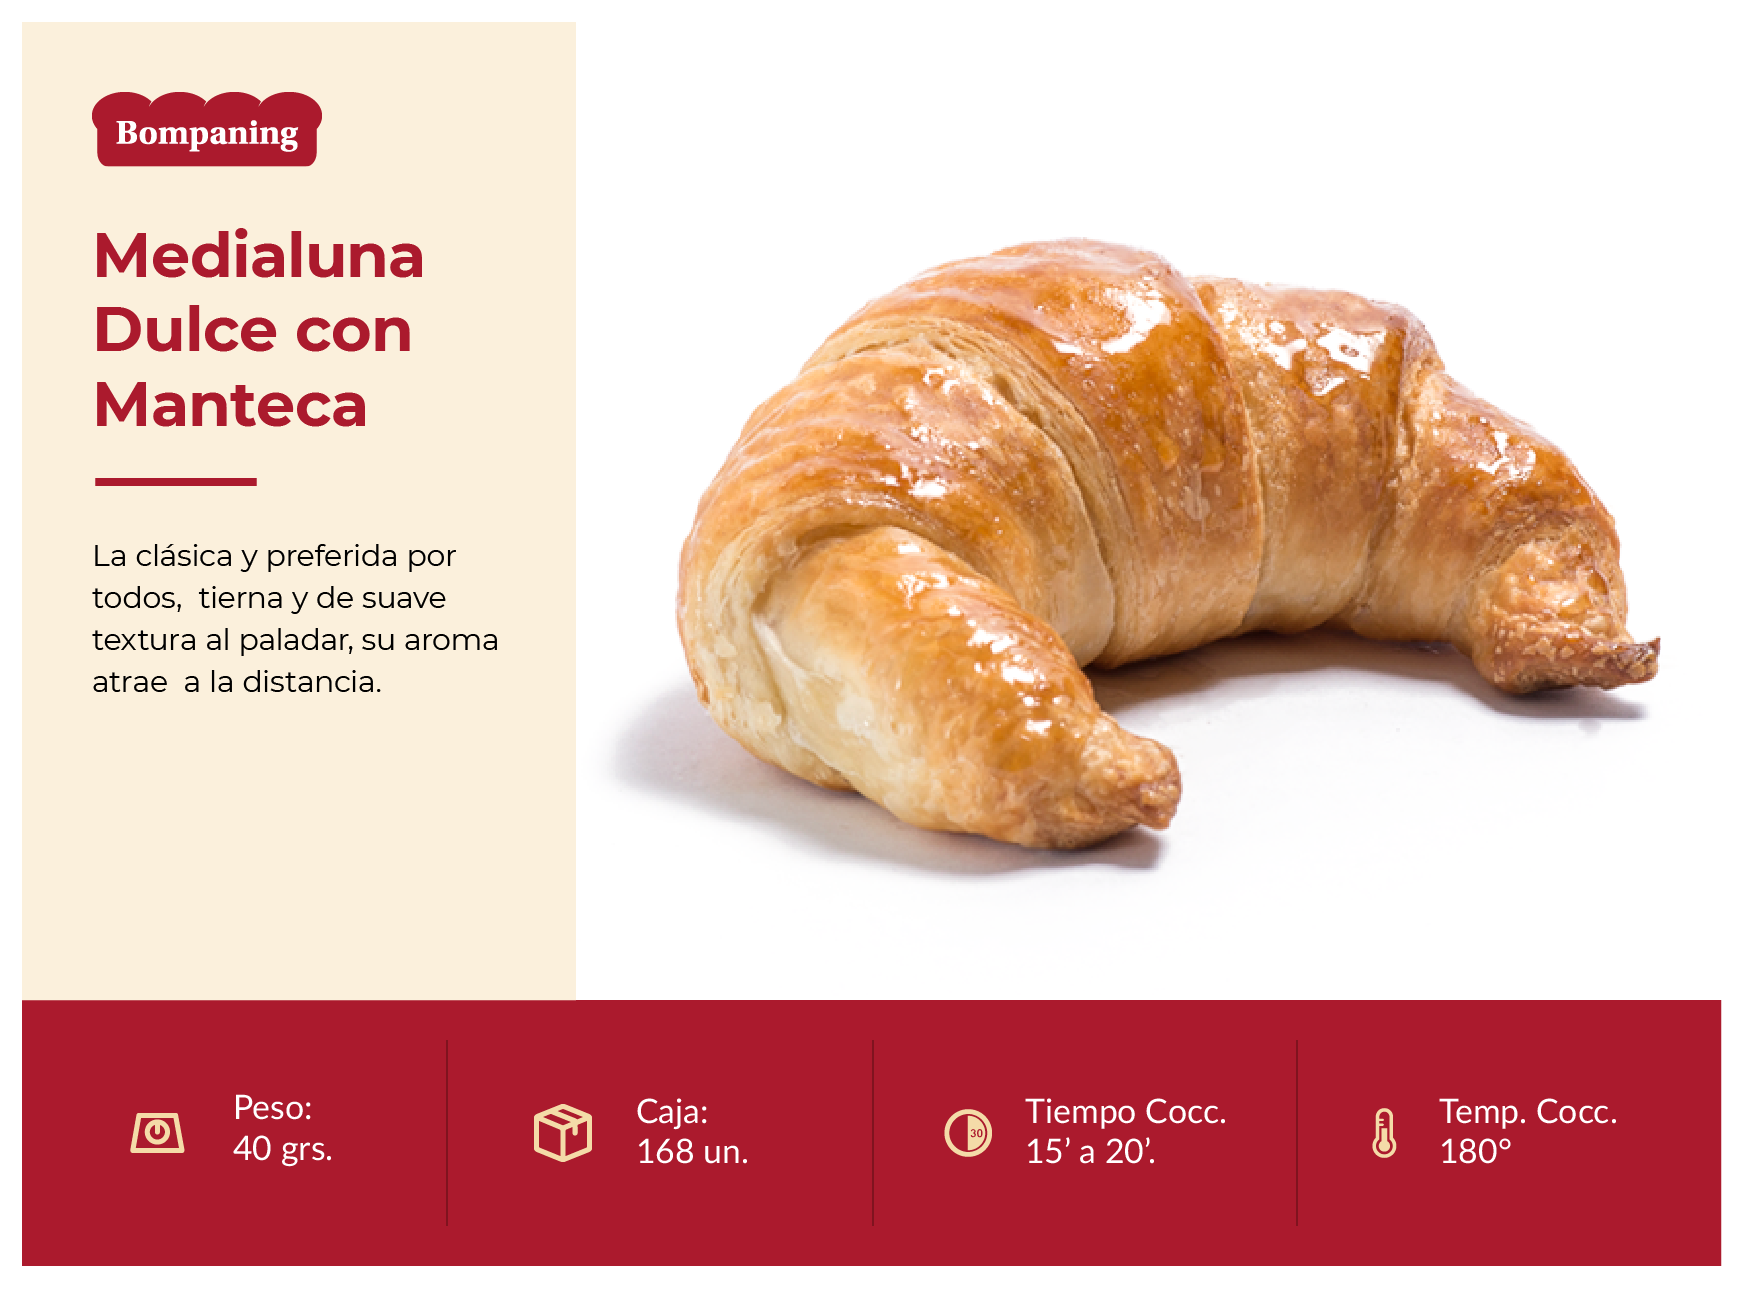 Bompaning
Medialuna
Dulce con
Manteca
La clásica y preferida por
todos,  tierna y de suave
textura al paladar, su aroma
atrae  a la distancia.
Peso:
40 grs.
Caja:
168 un.
30
Tiempo Cocc.
15’ a 20’.
Temp. Cocc.
180°